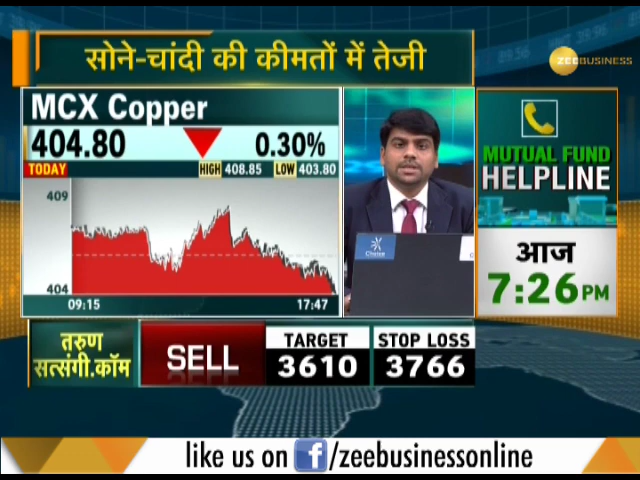 सोने-चांदी की कीमतों में तेजी
ZEEBUSINESS
MCX Copper
404.80 0.30%
TODAY HIGH 408.85 LOW 403.80
409
404
09:15 17:47
Choice
MUTUAL FUND
HELPLINE
आज
7:26 PM
तरुण
सत्संगी.कॉम
SELL
TARGET
3610
STOP LOSS
3766
like us on f/zeebusinessonline